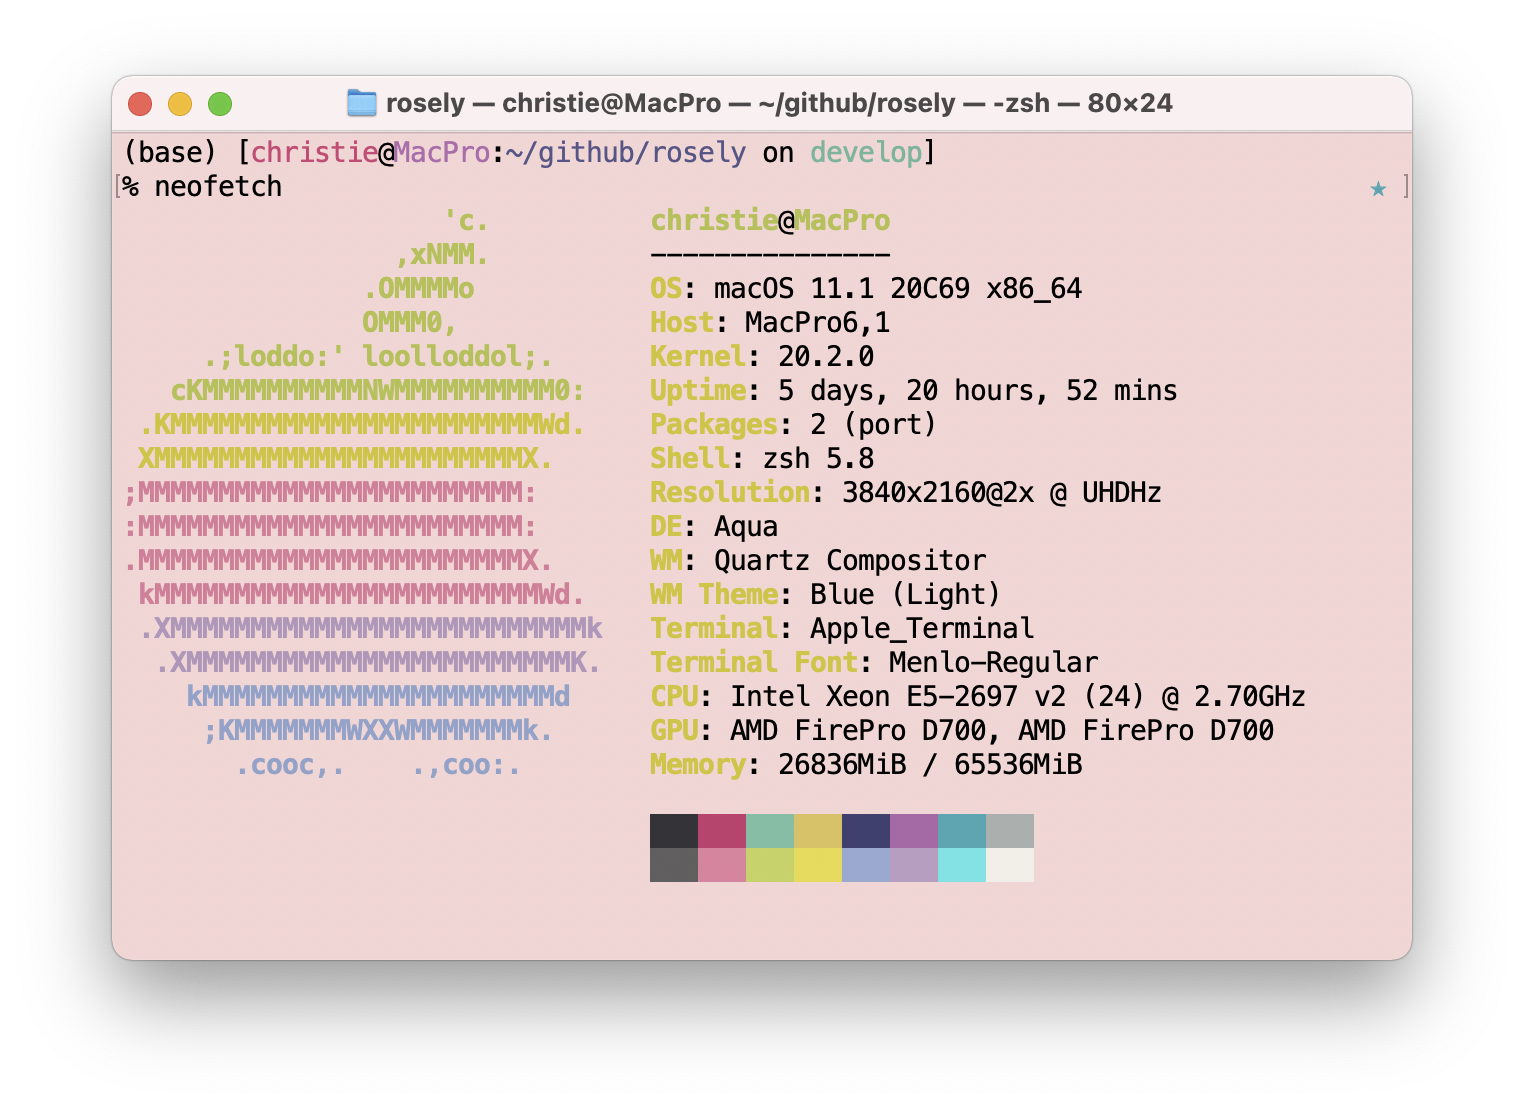 rosely — christie@MacPro — ~/github/rosely — -zsh — 80×24
(base) [christie@MacPro:~/github/rosely on develop]
[% neofetch ★ ]
'c. christie@MacPro
,xNMM. ---------------
.OMMMMo OS: macOS 11.1 20C69 x86_64
OMMM0, Host: MacPro6,1
.;loddo:' loolloddol;. Kernel: 20.2.0
cKMMMMMMMMMMNWMMMMMMMMMM0: Uptime: 5 days, 20 hours, 52 mins
.KMMMMMMMMMMMMMMMMMMMMMMMWd. Packages: 2 (port)
XMMMMMMMMMMMMMMMMMMMMMMMX. Shell: zsh 5.8
;MMMMMMMMMMMMMMMMMMMMMMMM: Resolution: 3840x2160@2x @ UHDHz
:MMMMMMMMMMMMMMMMMMMMMMMM: DE: Aqua
.MMMMMMMMMMMMMMMMMMMMMMMMX. WM: Quartz Compositor
kMMMMMMMMMMMMMMMMMMMMMMMMWd. WM Theme: Blue (Light)
.XMMMMMMMMMMMMMMMMMMMMMMMMMMk Terminal: Apple_Terminal
.XMMMMMMMMMMMMMMMMMMMMMMMMK. Terminal Font: Menlo-Regular
kMMMMMMMMMMMMMMMMMMMMMMd CPU: Intel Xeon E5-2697 v2 (24) @ 2.70GHz
;KMMMMMMMWXXWMMMMMMMk. GPU: AMD FirePro D700, AMD FirePro D700
.cooc,. .,coo:. Memory: 26836MiB / 65536MiB